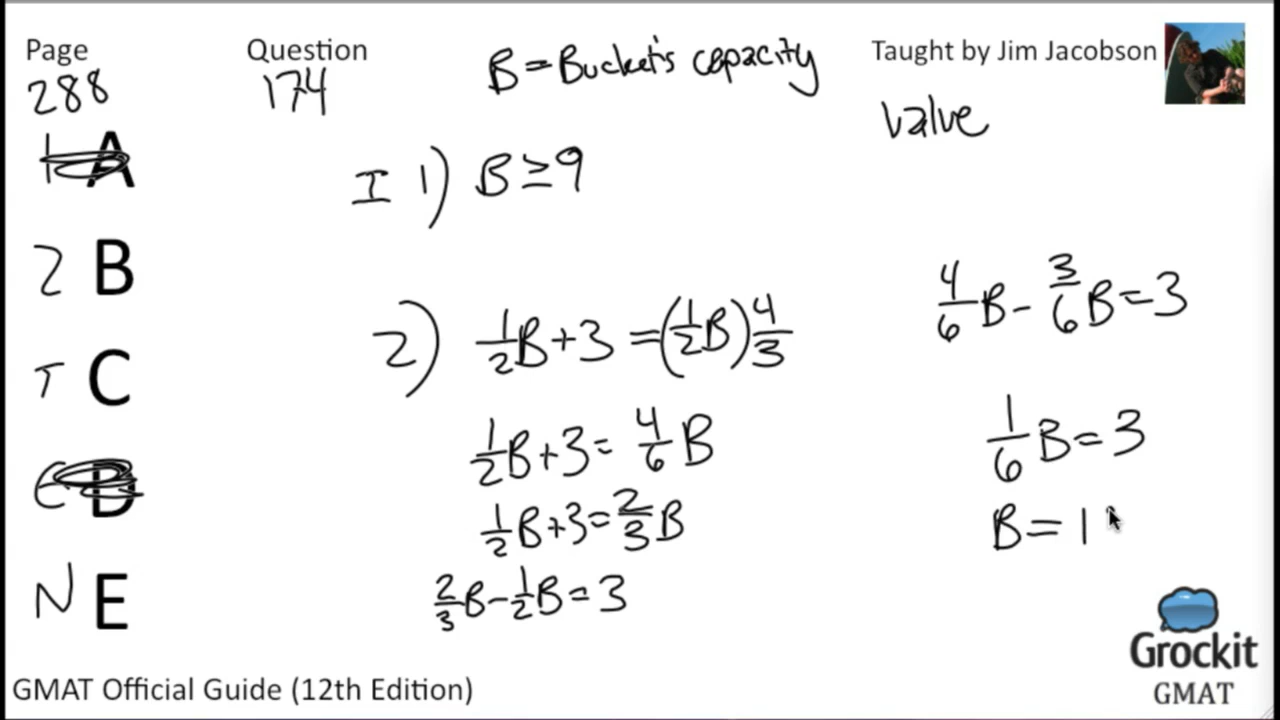 Page Question B = Bucket's capacity Taught by Jim Jacobson
288 174 value
1 A
I 1) B ≥ 9
2 B
2) 1/2 B + 3 = (1/2 B) 4/3
4/6 B - 3/6 B = 3
T C
1/2 B + 3 = 4/6 B
1/6 B = 3
E D
1/2 B + 3 = 2/3 B
B = 1
N E
2/3 B - 1/2 B = 3
Grockit
GMAT
GMAT Official Guide (12th Edition)